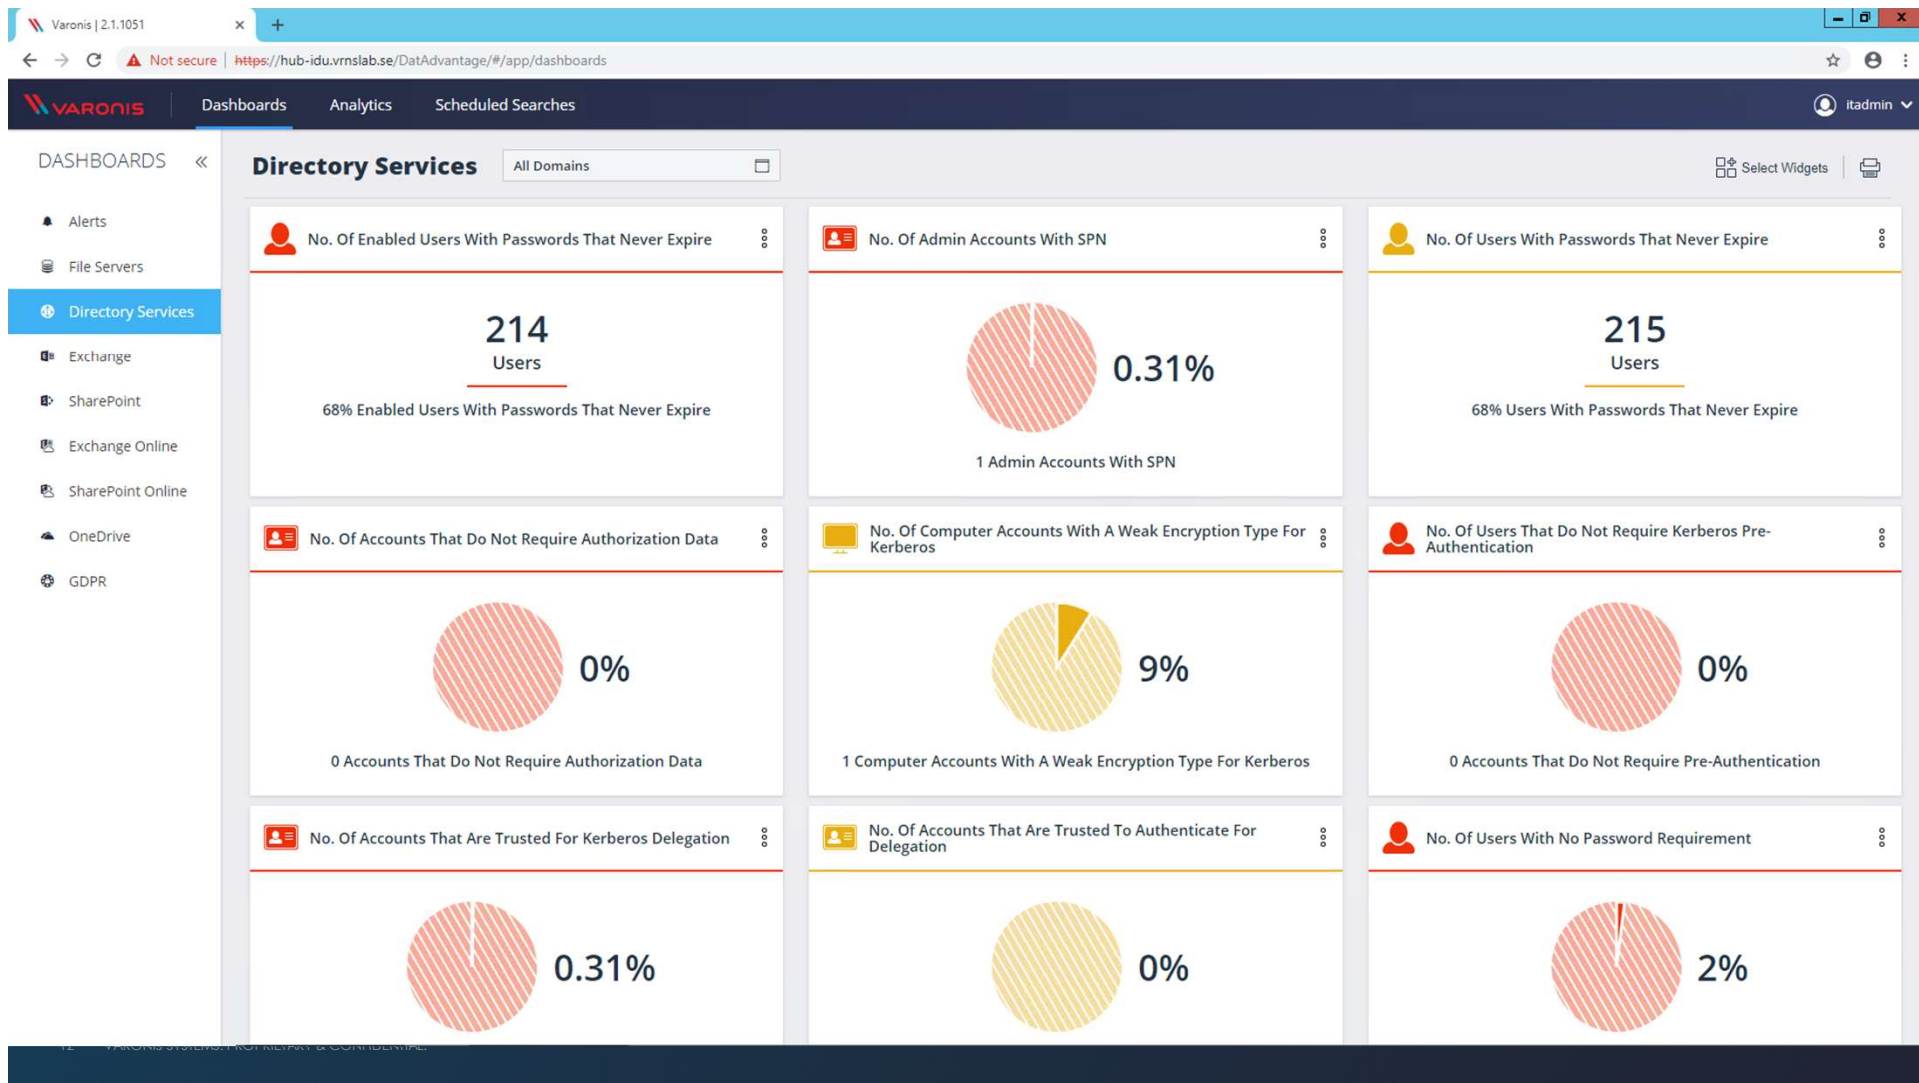 Varonis | 2.1.1051
Not secure | https://hub-idu.vrnslab.se/DatAdvantage/#/app/dashboards
VARONIS
Dashboards
Analytics
Scheduled Searches
itadmin
DASHBOARDS
Alerts
File Servers
Directory Services
Exchange
SharePoint
Exchange Online
SharePoint Online
OneDrive
GDPR
Directory Services
All Domains
Select Widgets
No. Of Enabled Users With Passwords That Never Expire
214
Users
68% Enabled Users With Passwords That Never Expire
No. Of Admin Accounts With SPN
0.31%
1 Admin Accounts With SPN
No. Of Users With Passwords That Never Expire
215
Users
68% Users With Passwords That Never Expire
No. Of Accounts That Do Not Require Authorization Data
0%
0 Accounts That Do Not Require Authorization Data
No. Of Computer Accounts With A Weak Encryption Type For
Kerberos
9%
1 Computer Accounts With A Weak Encryption Type For Kerberos
No. Of Users That Do Not Require Kerberos Pre-
Authentication
0%
0 Accounts That Do Not Require Pre-Authentication
No. Of Accounts That Are Trusted For Kerberos Delegation
0.31%
No. Of Accounts That Are Trusted To Authenticate For
Delegation
0%
No. Of Users With No Password Requirement
2%
12 VARONIS SYSTEMS. PROPRIETARY & CONFIDENTIAL.